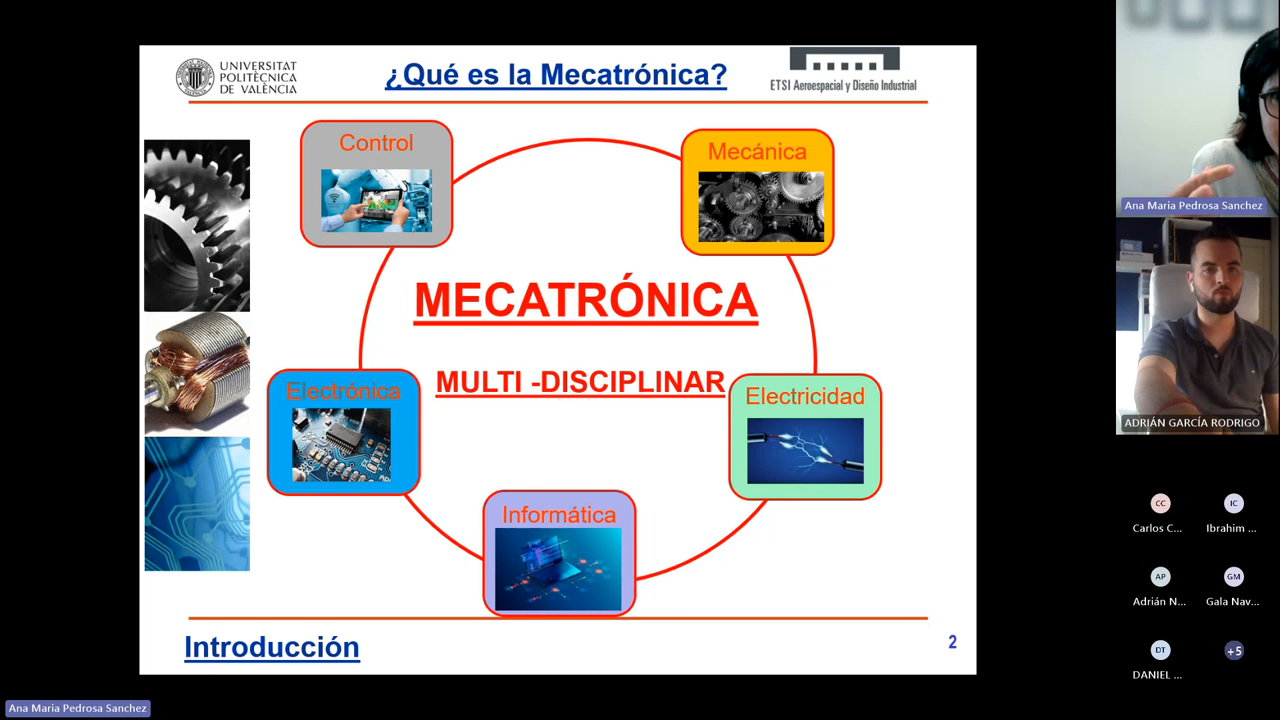 UNIVERSITAT
POLITÈCNICA
DE VALÈNCIA
¿Qué es la Mecatrónica?
ETSI Aeroespacial y Diseño Industrial
Control
Mecánica
MECATRÓNICA
MULTI -DISCIPLINAR
Electrónica
Electricidad
Informática
Introducción
2
Ana Maria Pedrosa Sanchez
Ana Maria Pedrosa Sanchez
ADRIÁN GARCÍA RODRIGO
CC
IC
Carlos C...
Ibrahim ...
AP
GM
Adrián N...
Gala Nav...
DT
+5
DANIEL ...